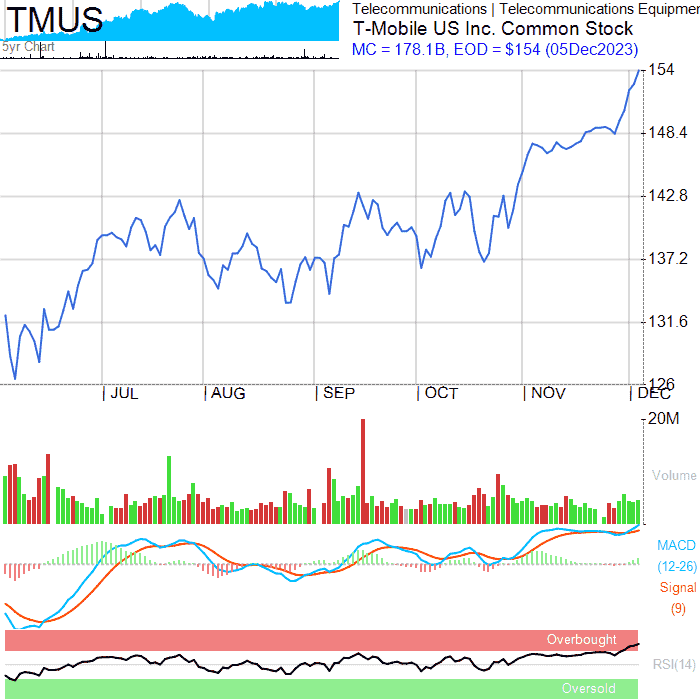 TMUS
5yr Chart
Telecommunications | Telecommunications Equipmen
T-Mobile US Inc. Common Stock
MC = 178.1B, EOD = $154 (05Dec2023)
154
148.4
142.8
137.2
131.6
126
JUL AUG SEP OCT NOV DEC
20M
Volume
MACD
(12-26)
Signal
(9)
Overbought
RSI(14)
Oversold